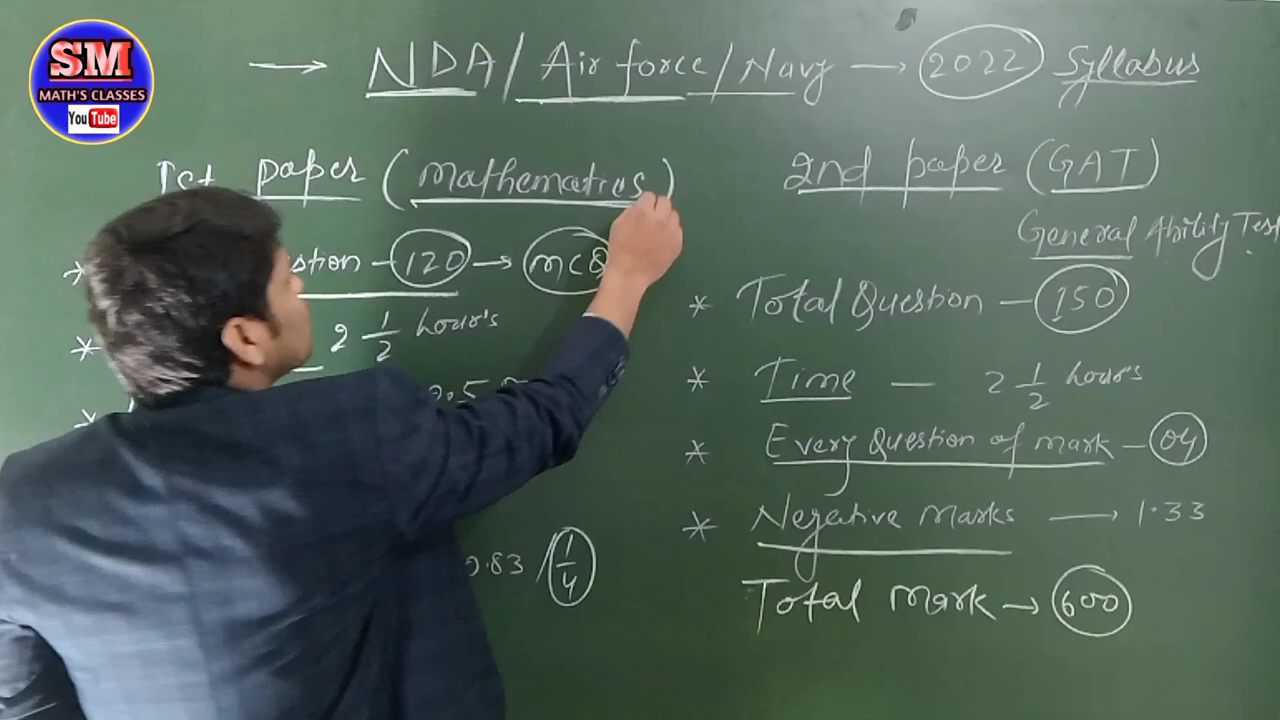 SM
MATH'S CLASSES
YouTube
→ NDA/Air force/Navy → 2022 Syllabus
Ist paper (Mathematics)
* stion - 120 → MCQ
* 2 1/2 hour's
*
0.83 / 1/4
2nd paper (GAT)
General Ability Test.
* Total Question - 150
* Time - 2 1/2 hour's
* Every Question of mark - 04
* Negative Marks → 1.33
Total Mark → 600